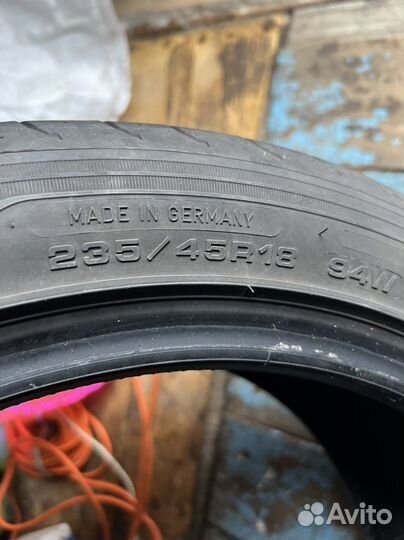 MADE IN GERMANY
235/45R18 94W
Avito